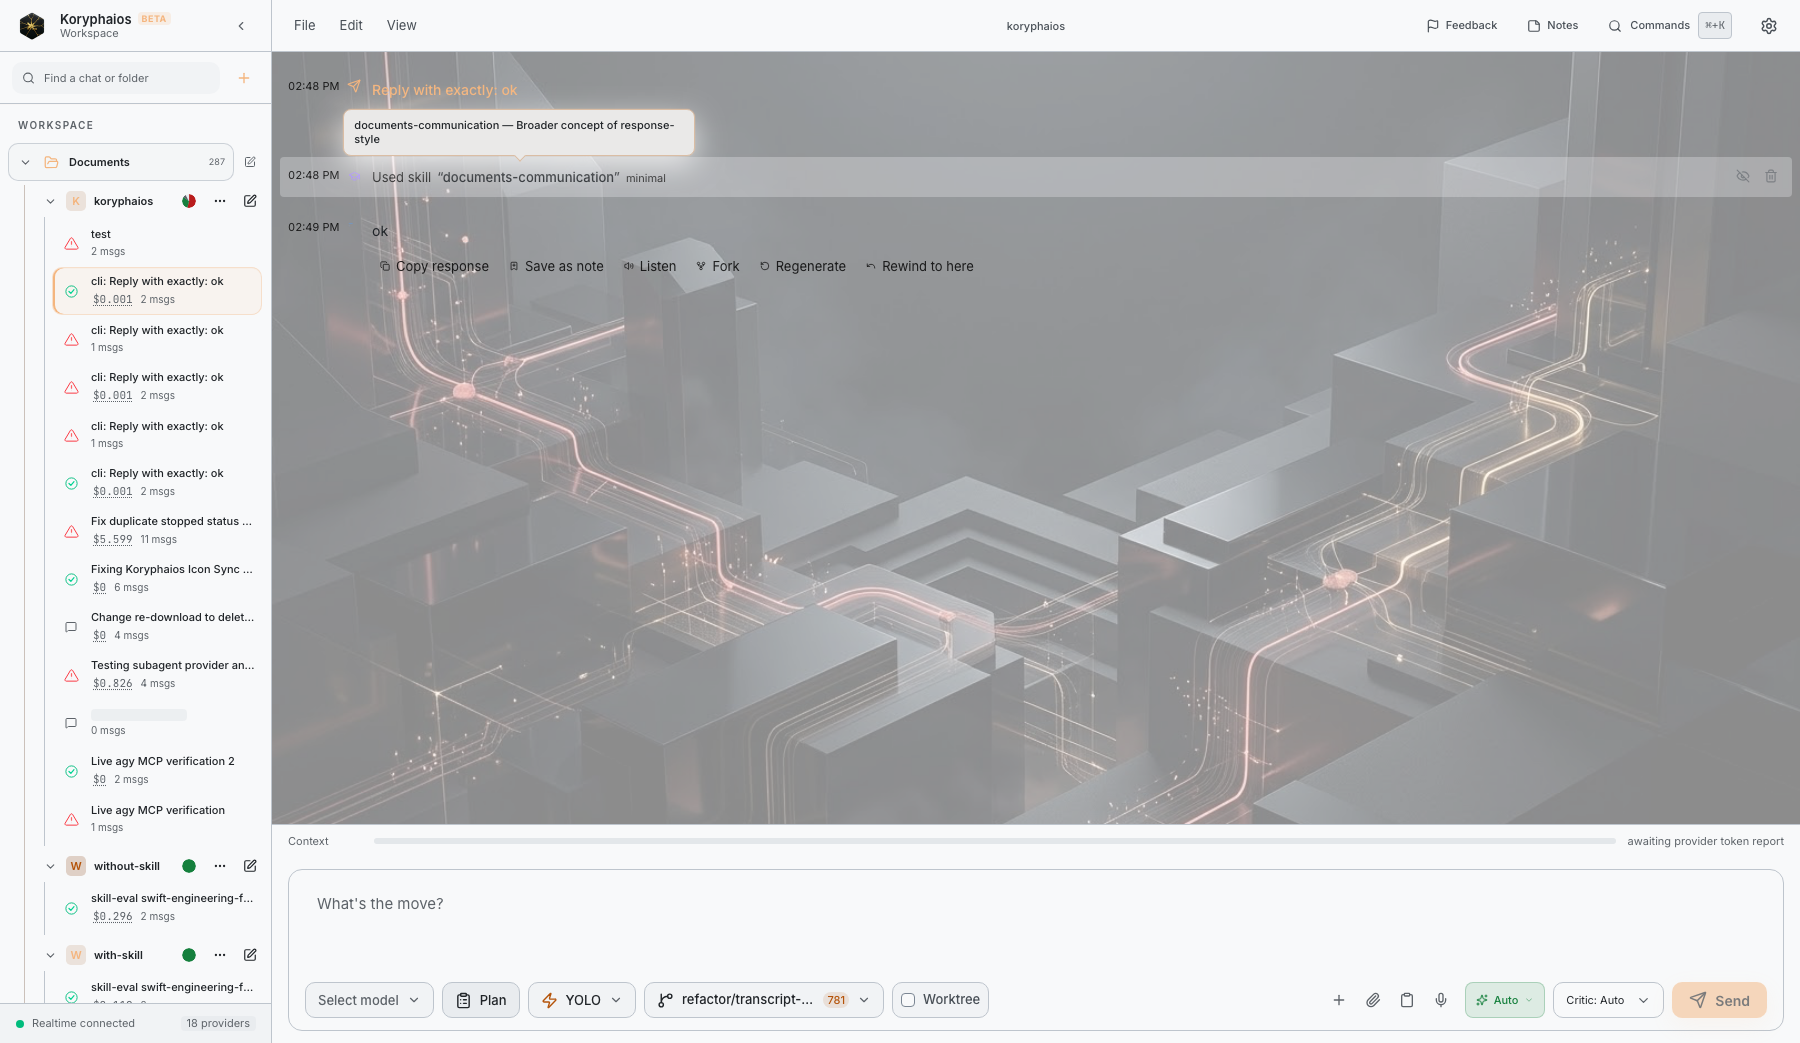 Koryphaios BETA
Workspace
File Edit View
koryphaios
Feedback Notes Commands ⌘+K
Find a chat or folder
WORKSPACE
Documents 287
K koryphaios
test
2 msgs
cli: Reply with exactly: ok
$0.001 2 msgs
cli: Reply with exactly: ok
1 msgs
cli: Reply with exactly: ok
$0.001 2 msgs
cli: Reply with exactly: ok
1 msgs
cli: Reply with exactly: ok
$0.001 2 msgs
Fix duplicate stopped status ...
$5.599 11 msgs
Fixing Koryphaios Icon Sync ...
$0 6 msgs
Change re-download to delet...
$0 4 msgs
Testing subagent provider an...
$0.826 4 msgs
0 msgs
Live agy MCP verification 2
$0 2 msgs
Live agy MCP verification
1 msgs
W without-skill
skill-eval swift-engineering-f...
$0.296 2 msgs
W with-skill
skill-eval swift-engineering-f...
Realtime connected 18 providers
02:48 PM Reply with exactly: ok
documents-communication — Broader concept of response-
style
02:48 PM Used skill “documents-communication” minimal
02:49 PM ok
Copy response Save as note Listen Fork Regenerate Rewind to here
Context awaiting provider token report
What's the move?
Select model Plan YOLO refactor/transcript-... 781 Worktree Auto Critic: Auto Send